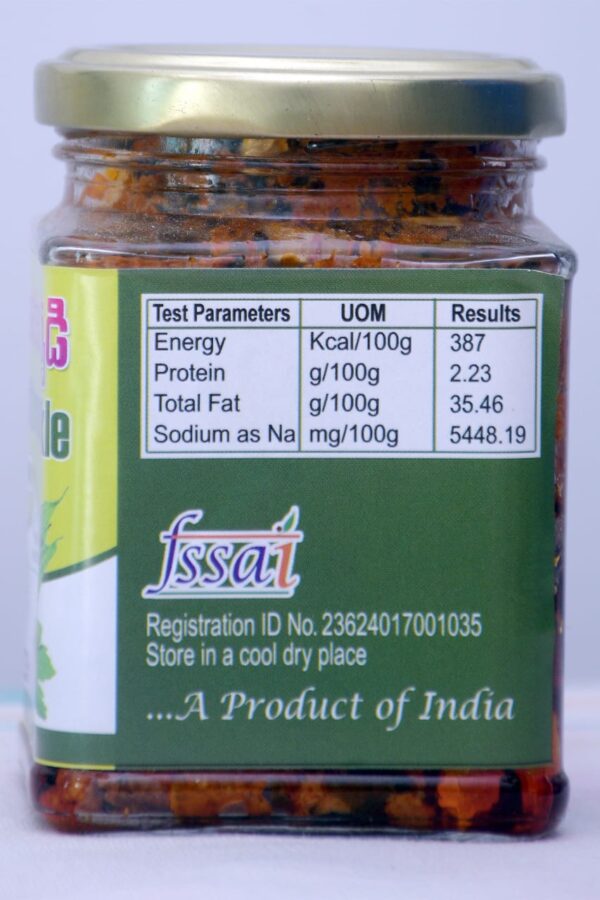 Test Parameters UOM Results
Energy Kcal/100g 387
Protein g/100g 2.23
Total Fat g/100g 35.46
Sodium as Na mg/100g 5448.19
fssai
Registration ID No. 23624017001035
Store in a cool dry place
...A Product of India